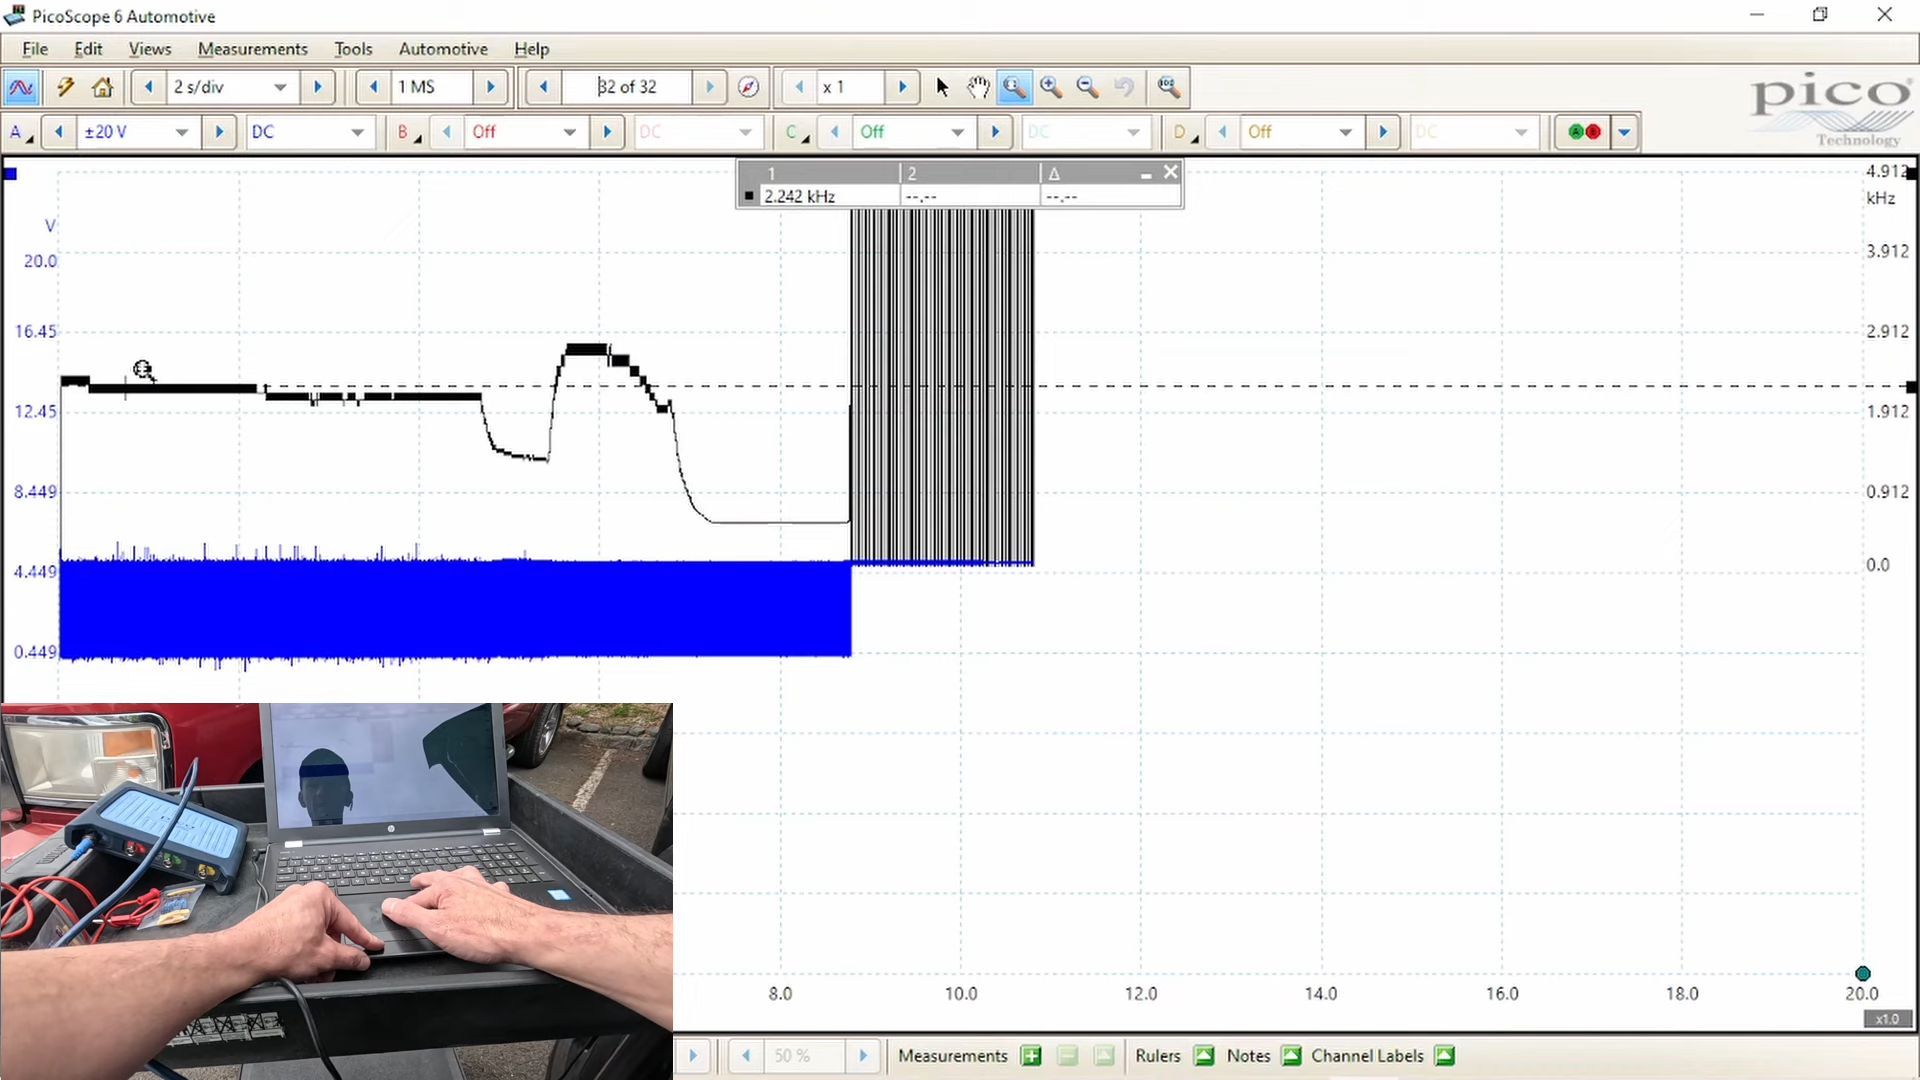 PicoScope 6 Automotive
File Edit Views Measurements Tools Automotive Help
2 s/div 1 MS 32 of 32 x 1
pico
Technology
A ±20 V DC B Off DC C Off DC D Off DC
1 2 Δ
2.242 kHz --.-- --.--
4.912
kHz
V
20.0
3.912
16.45
2.912
12.45
1.912
8.449
0.912
4.449
0.0
0.449
8.0 10.0 12.0 14.0 16.0 18.0 20.0
x1.0
50 % Measurements Rulers Notes Channel Labels